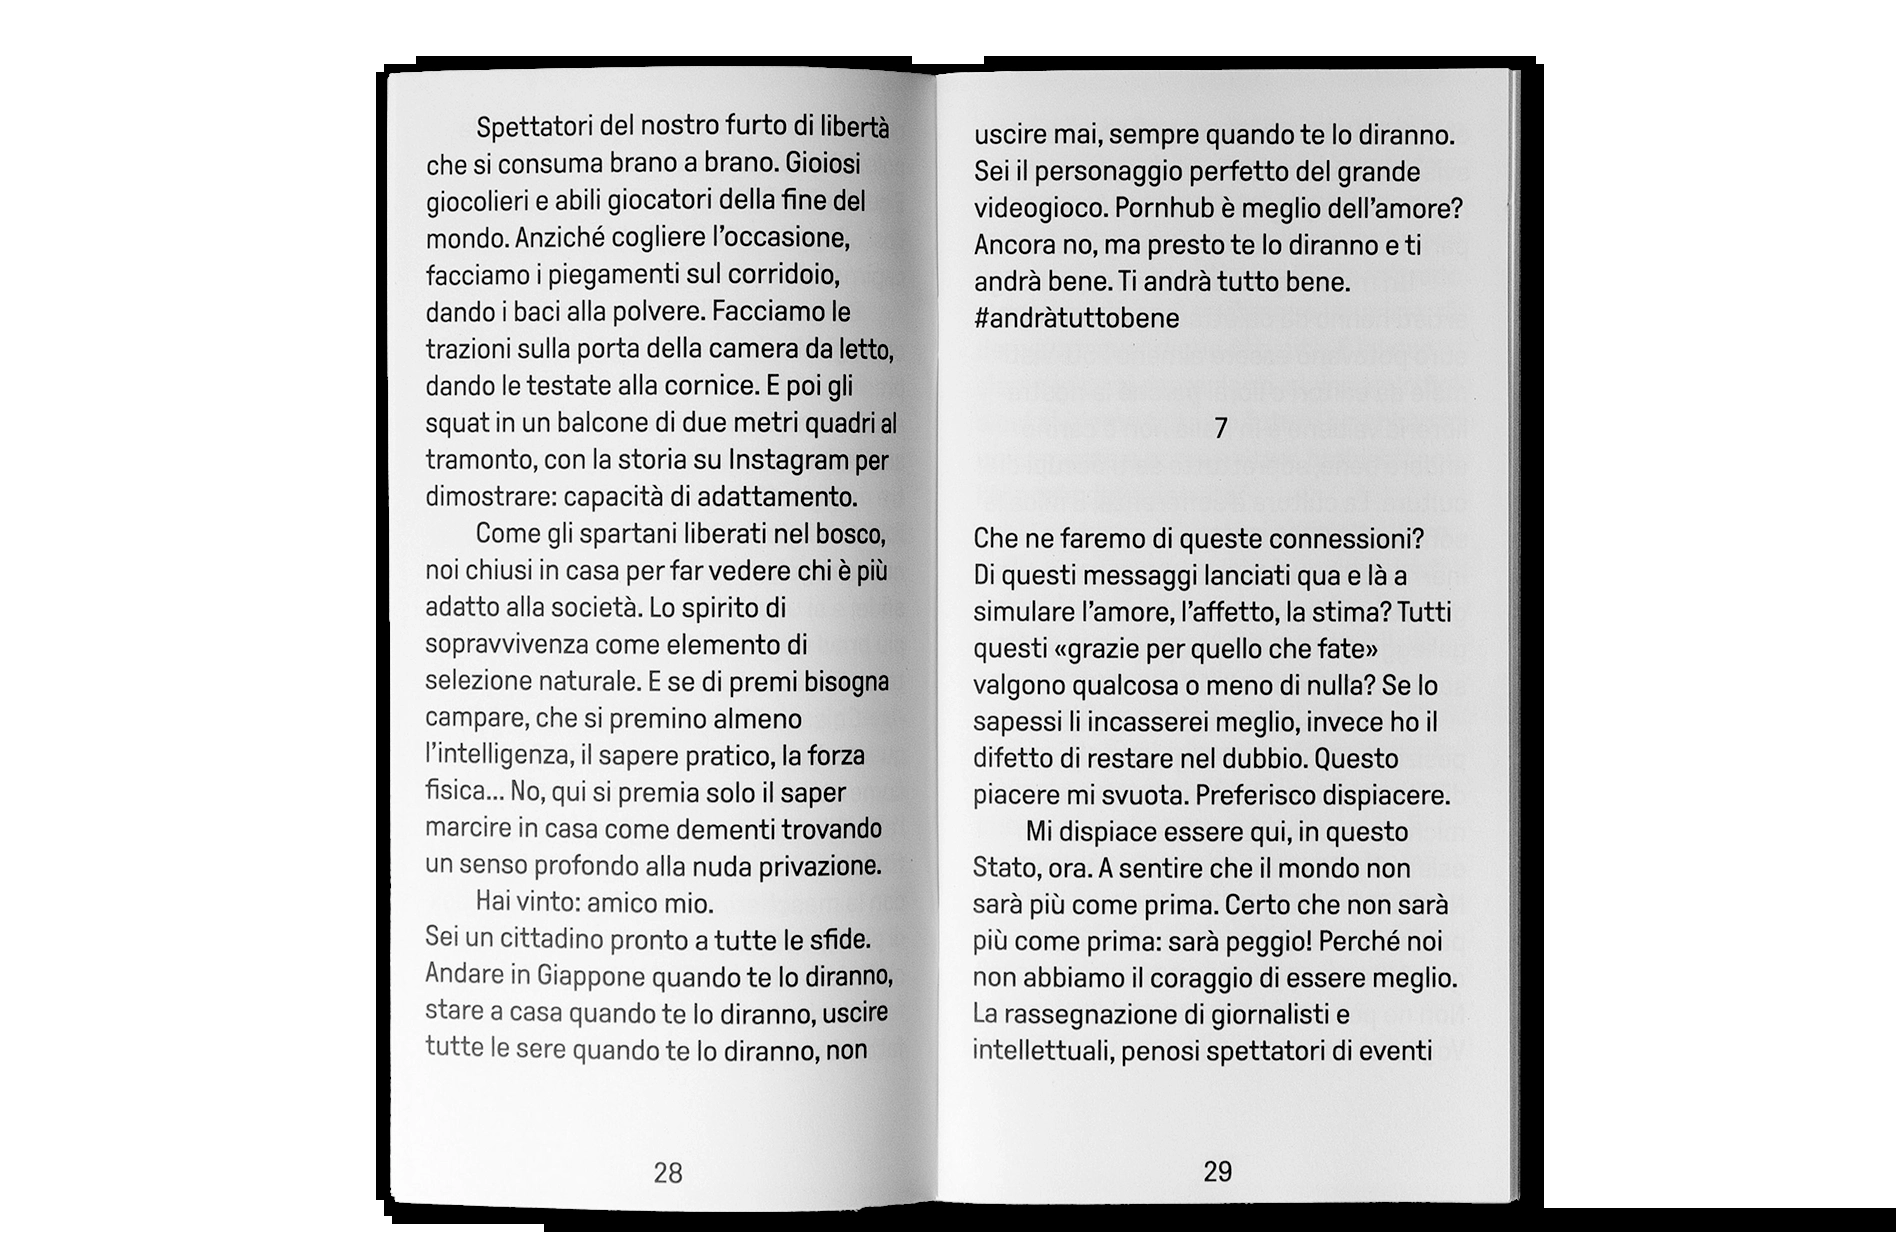 Spettatori del nostro furto di libertà
che si consuma brano a brano. Gioiosi
giocolieri e abili giocatori della fine del
mondo. Anziché cogliere l’occasione,
facciamo i piegamenti sul corridoio,
dando i baci alla polvere. Facciamo le
trazioni sulla porta della camera da letto,
dando le testate alla cornice. E poi gli
squat in un balcone di due metri quadri al
tramonto, con la storia su Instagram per
dimostrare: capacità di adattamento.
Come gli spartani liberati nel bosco,
noi chiusi in casa per far vedere chi è più
adatto alla società. Lo spirito di
sopravvivenza come elemento di
selezione naturale. E se di premi bisogna
campare, che si premino almeno
l’intelligenza, il sapere pratico, la forza
fisica... No, qui si premia solo il saper
marcire in casa come dementi trovando
un senso profondo alla nuda privazione.
Hai vinto: amico mio.
Sei un cittadino pronto a tutte le sfide.
Andare in Giappone quando te lo diranno,
stare a casa quando te lo diranno, uscire
tutte le sere quando te lo diranno, non
28
uscire mai, sempre quando te lo diranno.
Sei il personaggio perfetto del grande
videogioco. Pornhub è meglio dell’amore?
Ancora no, ma presto te lo diranno e ti
andrà bene. Ti andrà tutto bene.
#andràtuttobene
7
Che ne faremo di queste connessioni?
Di questi messaggi lanciati qua e là a
simulare l’amore, l’affetto, la stima? Tutti
questi «grazie per quello che fate»
valgono qualcosa o meno di nulla? Se lo
sapessi li incasserei meglio, invece ho il
difetto di restare nel dubbio. Questo
piacere mi svuota. Preferisco dispiacere.
Mi dispiace essere qui, in questo
Stato, ora. A sentire che il mondo non
sarà più come prima. Certo che non sarà
più come prima: sarà peggio! Perché noi
non abbiamo il coraggio di essere meglio.
La rassegnazione di giornalisti e
intellettuali, penosi spettatori di eventi
29